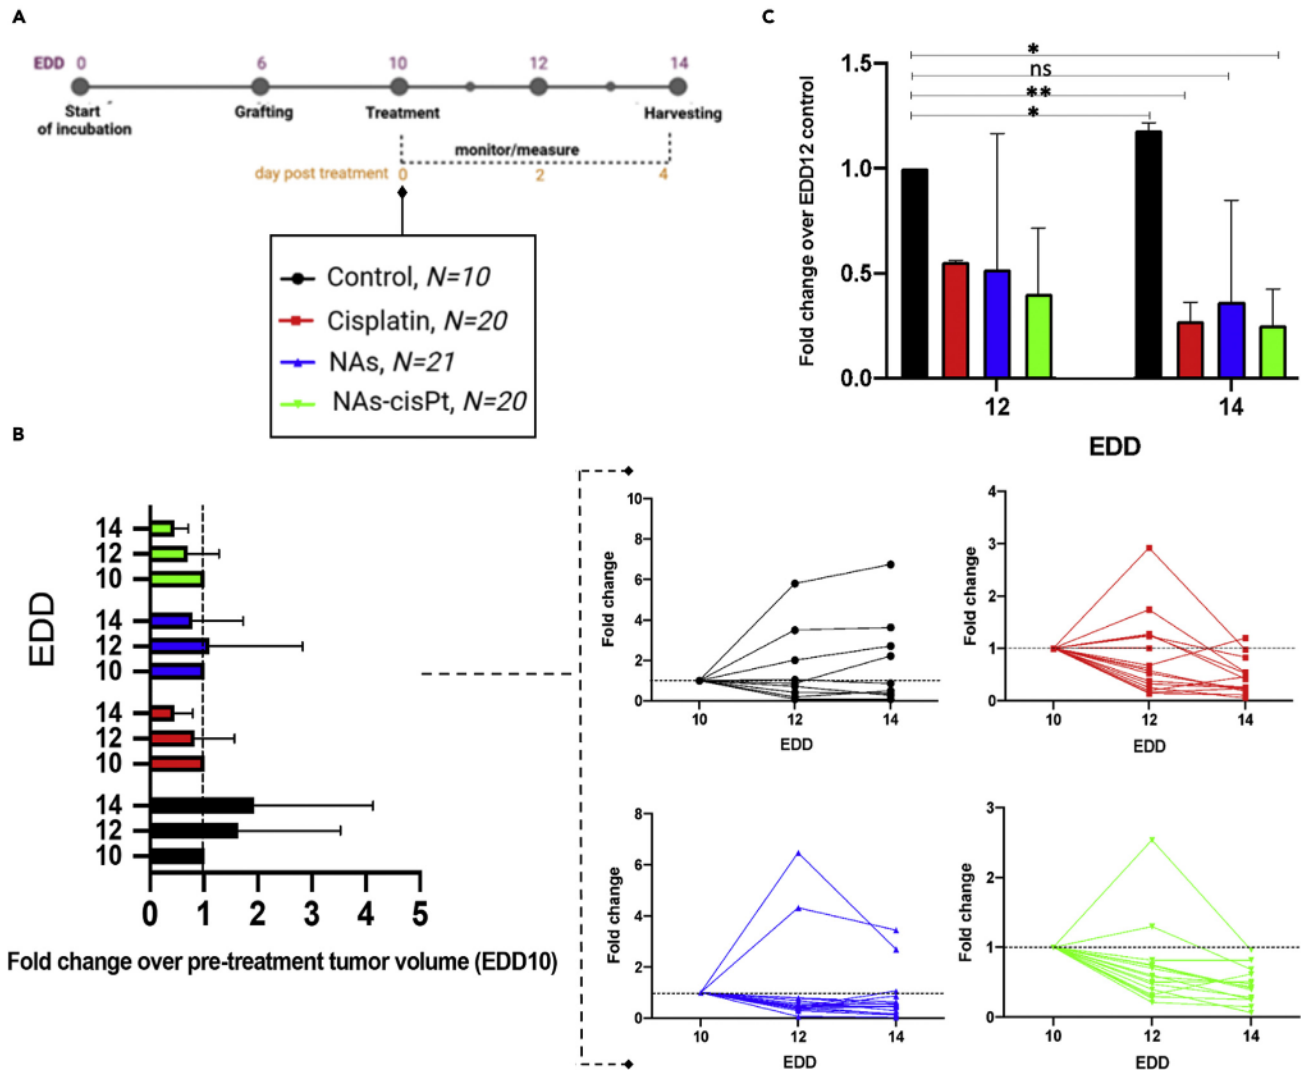 A
EDD 0 6 10 12 14
Start
of incubation
Grafting
Treatment
Harvesting
monitor/measure
day post treatment 0 2 4
Control, N=10
Cisplatin, N=20
NAs, N=21
NAs-cisPt, N=20
C
Fold change over EDD12 control
1.5
1.0
0.5
0.0
*
ns
**
*
12 14
EDD
B
EDD
14
12
10
14
12
10
14
12
10
14
12
10
0 1 2 3 4 5
Fold change over pre-treatment tumor volume (EDD10)
Fold change
10
8
6
4
2
0
10 12 14
EDD
Fold change
4
3
2
1
0
10 12 14
EDD
Fold change
8
6
4
2
0
10 12 14
EDD
Fold change
3
2
1
0
10 12 14
EDD